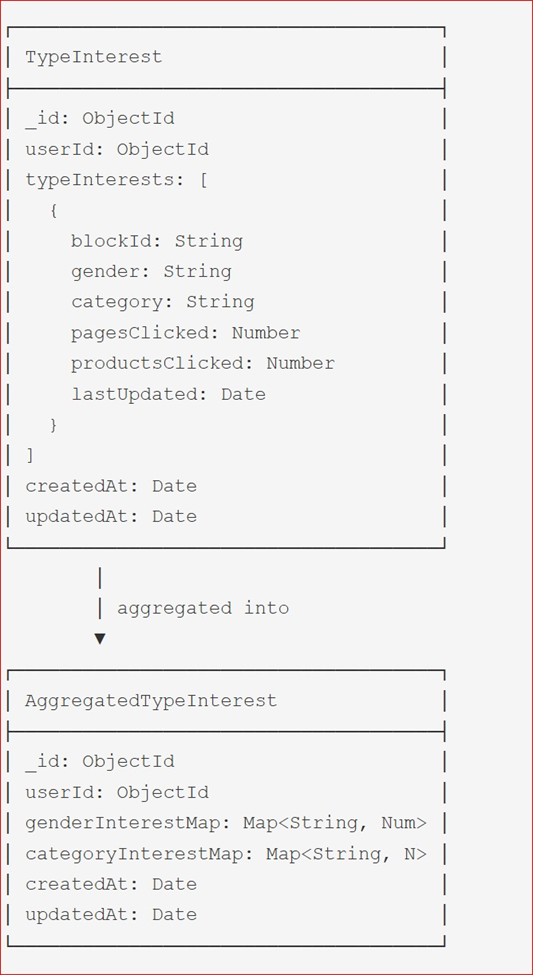 TypeInterest
_id: ObjectId
userId: ObjectId
typeInterests: [
{
blockId: String
gender: String
category: String
pagesClicked: Number
productsClicked: Number
lastUpdated: Date
}
]
createdAt: Date
updatedAt: Date
aggregated into
AggregatedTypeInterest
_id: ObjectId
userId: ObjectId
genderInterestMap: Map<String, Num>
categoryInterestMap: Map<String, N>
createdAt: Date
updatedAt: Date